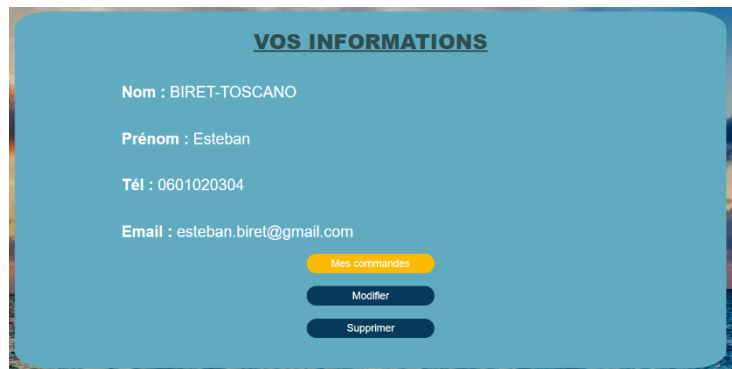 VOS INFORMATIONS
Nom : BIRET-TOSCANO
Prénom : Esteban
Tél : 0601020304
Email : esteban.biret@gmail.com
Mes commandes
Modifier
Supprimer